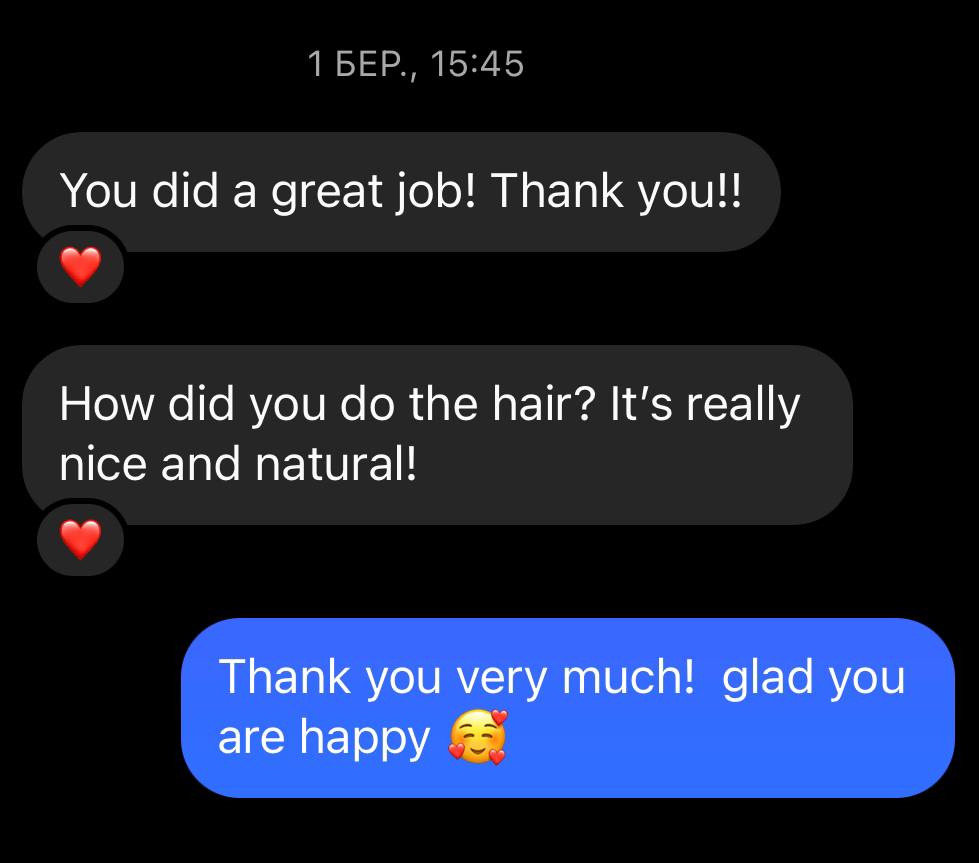 1 БЕР., 15:45
You did a great job! Thank you!!
❤️
How did you do the hair? It’s really
nice and natural!
❤️
Thank you very much!  glad you
are happy 🥰